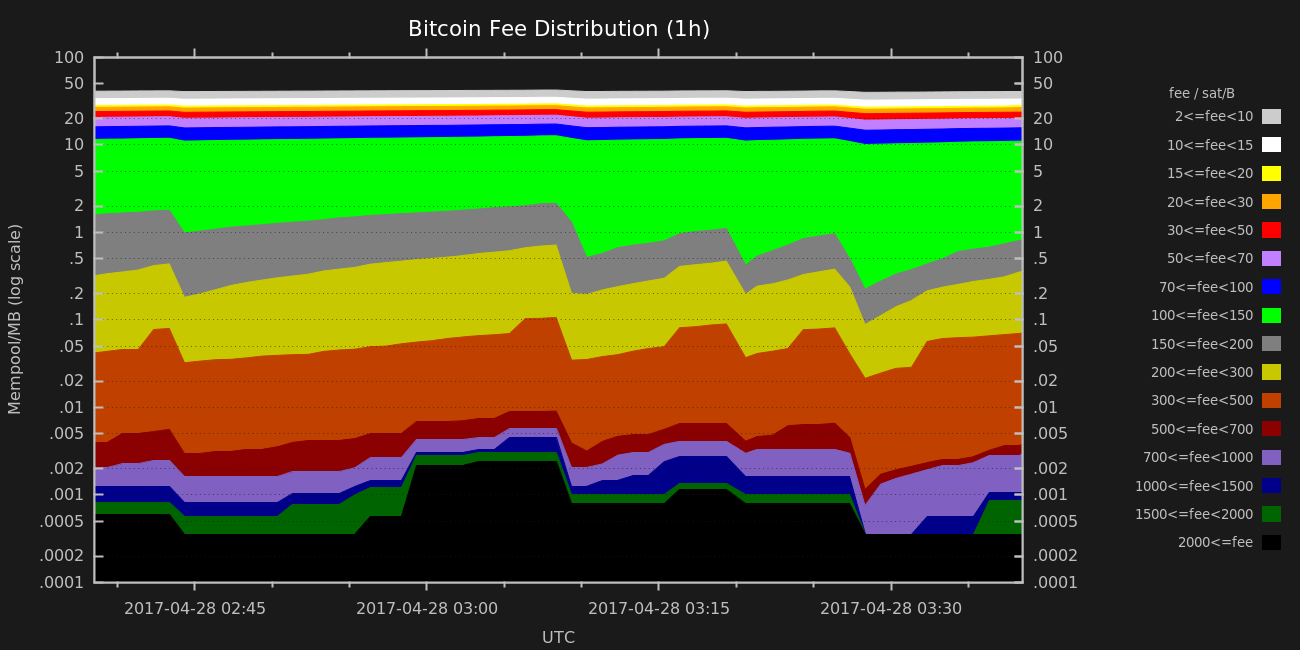 Bitcoin Fee Distribution (1h)
100
50
20
10
5
2
1
.5
.2
.1
.05
.02
.01
.005
.002
.001
.0005
.0002
.0001
Mempool/MB (log scale)
100
50
20
10
5
2
1
.5
.2
.1
.05
.02
.01
.005
.002
.001
.0005
.0002
.0001
2017-04-28 02:45
2017-04-28 03:00
2017-04-28 03:15
2017-04-28 03:30
UTC
fee / sat/B
2<=fee<10
10<=fee<15
15<=fee<20
20<=fee<30
30<=fee<50
50<=fee<70
70<=fee<100
100<=fee<150
150<=fee<200
200<=fee<300
300<=fee<500
500<=fee<700
700<=fee<1000
1000<=fee<1500
1500<=fee<2000
2000<=fee